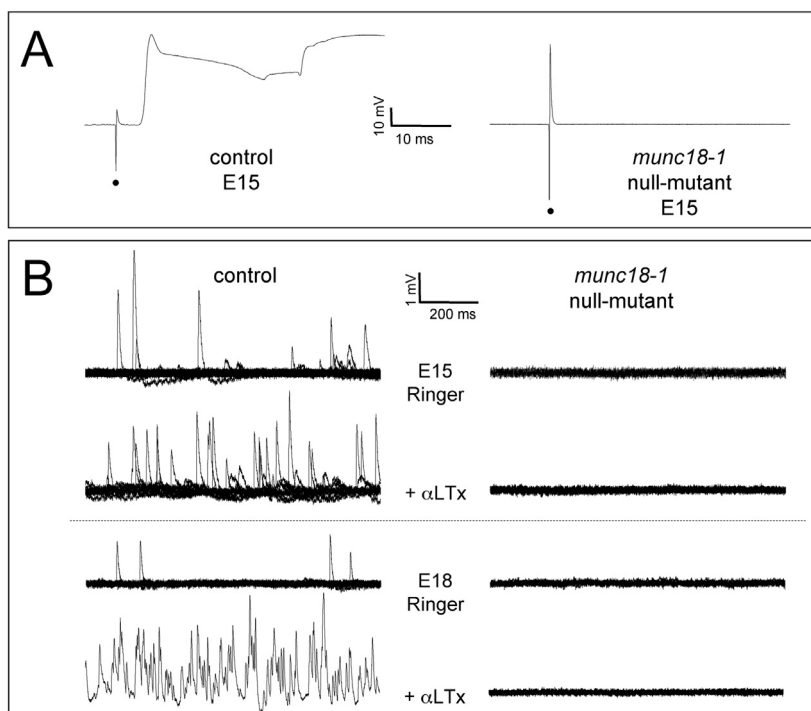 A
10 mV
10 ms
control
E15
munc18-1
null-mutant
E15
B
control
1 mV
200 ms
munc18-1
null-mutant
E15
Ringer
+ αLTx
E18
Ringer
+ αLTx